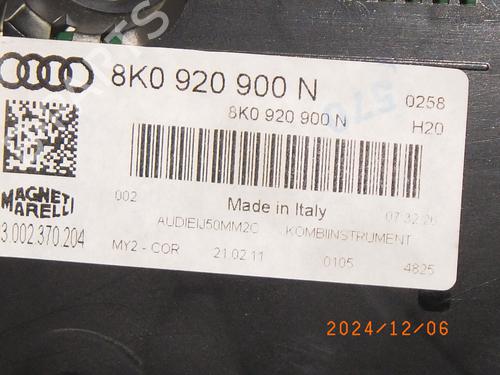 8K0 920 900 N
0258
8K0 920 900 N
H20
002
Made in Italy
07:32:26
MAGNETI
MARELLI
AUDIEIJ50MM2C KOMBIINSTRUMENT
3.002.370.204
MY2 - COR 21.02.11 0105 4825
570
2024/12/06